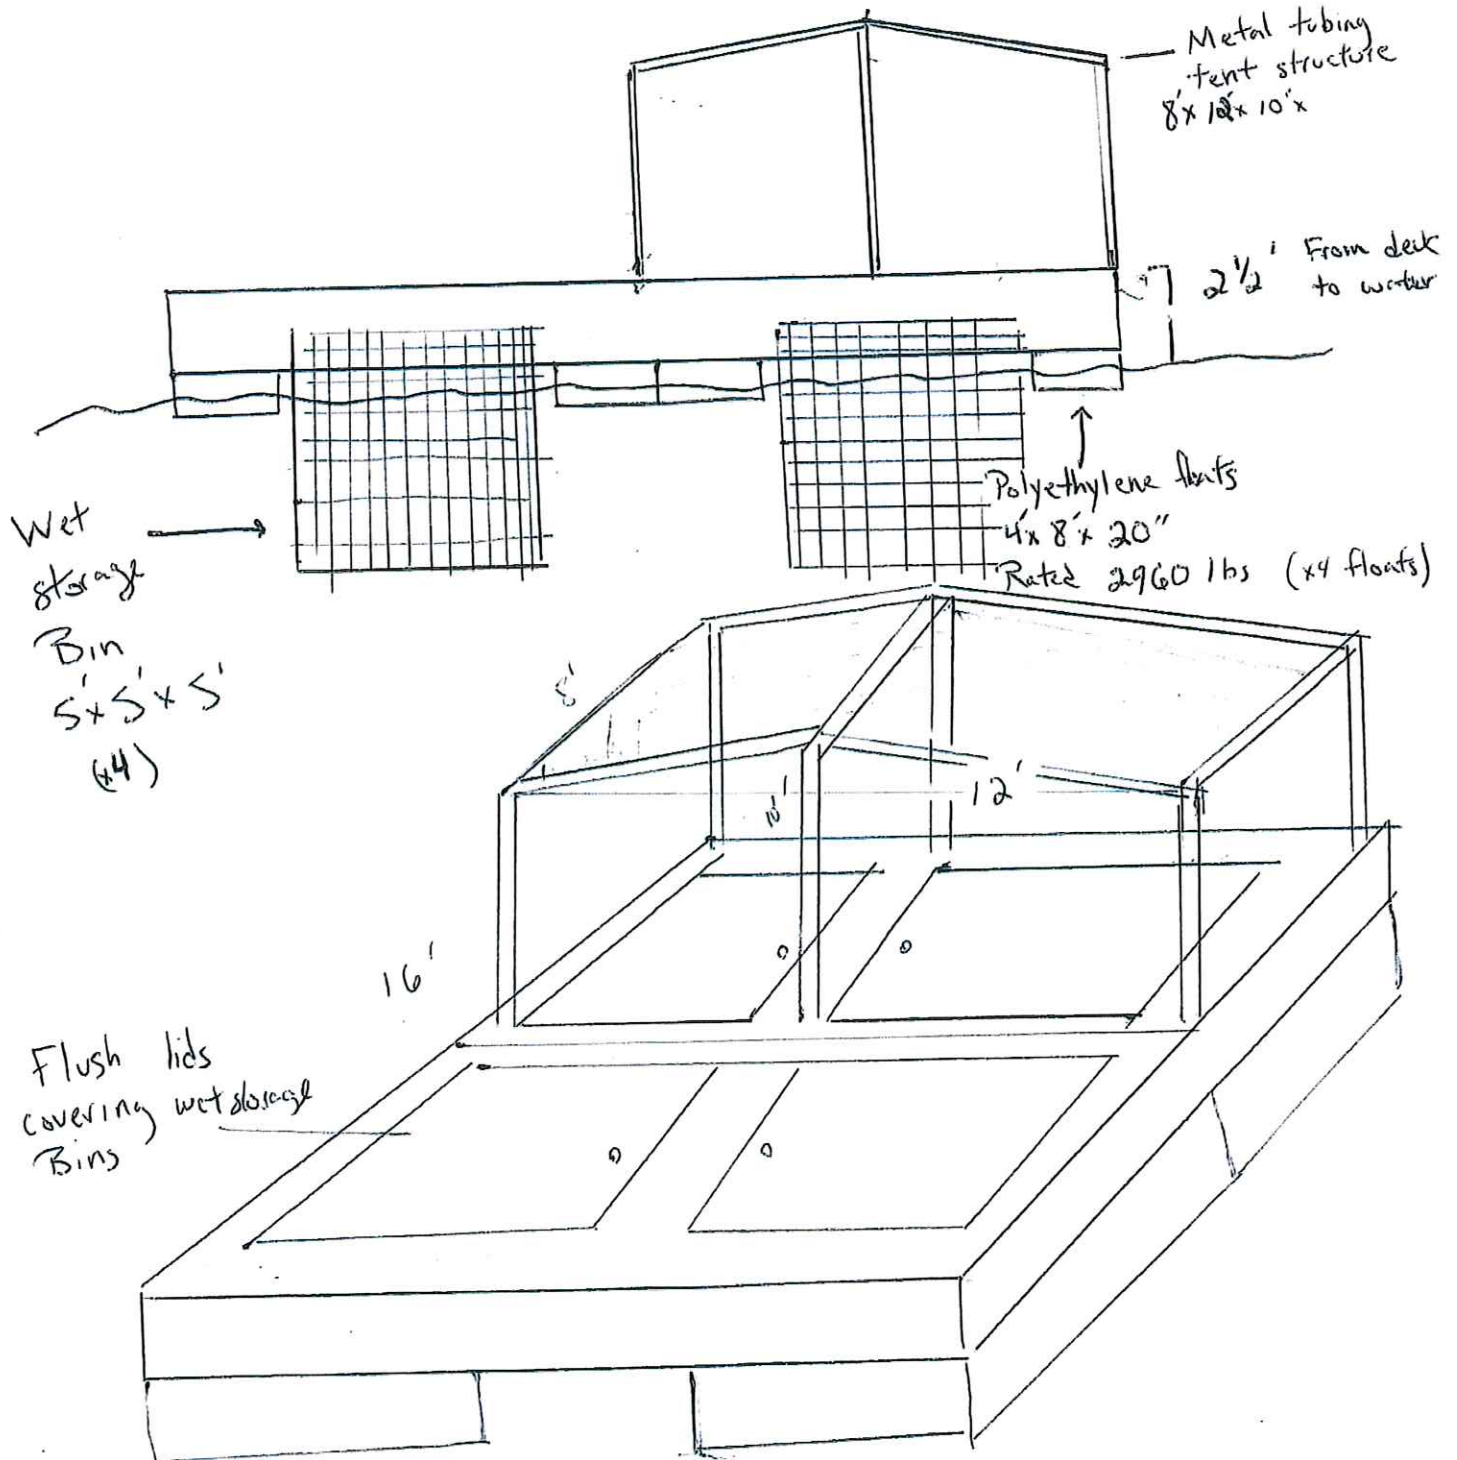 Metal tubing
tent structure
8'x 12'x 10'x
2 1/2' From deck
to water
Polyethylene floats
4'x 8'x 20"
Rated 2960 lbs (x4 floats)
Wet
storage
Bin
5'x 5'x 5'
(x4)
8'
12'
10'
16'
Flush lids
covering wet storage
Bins